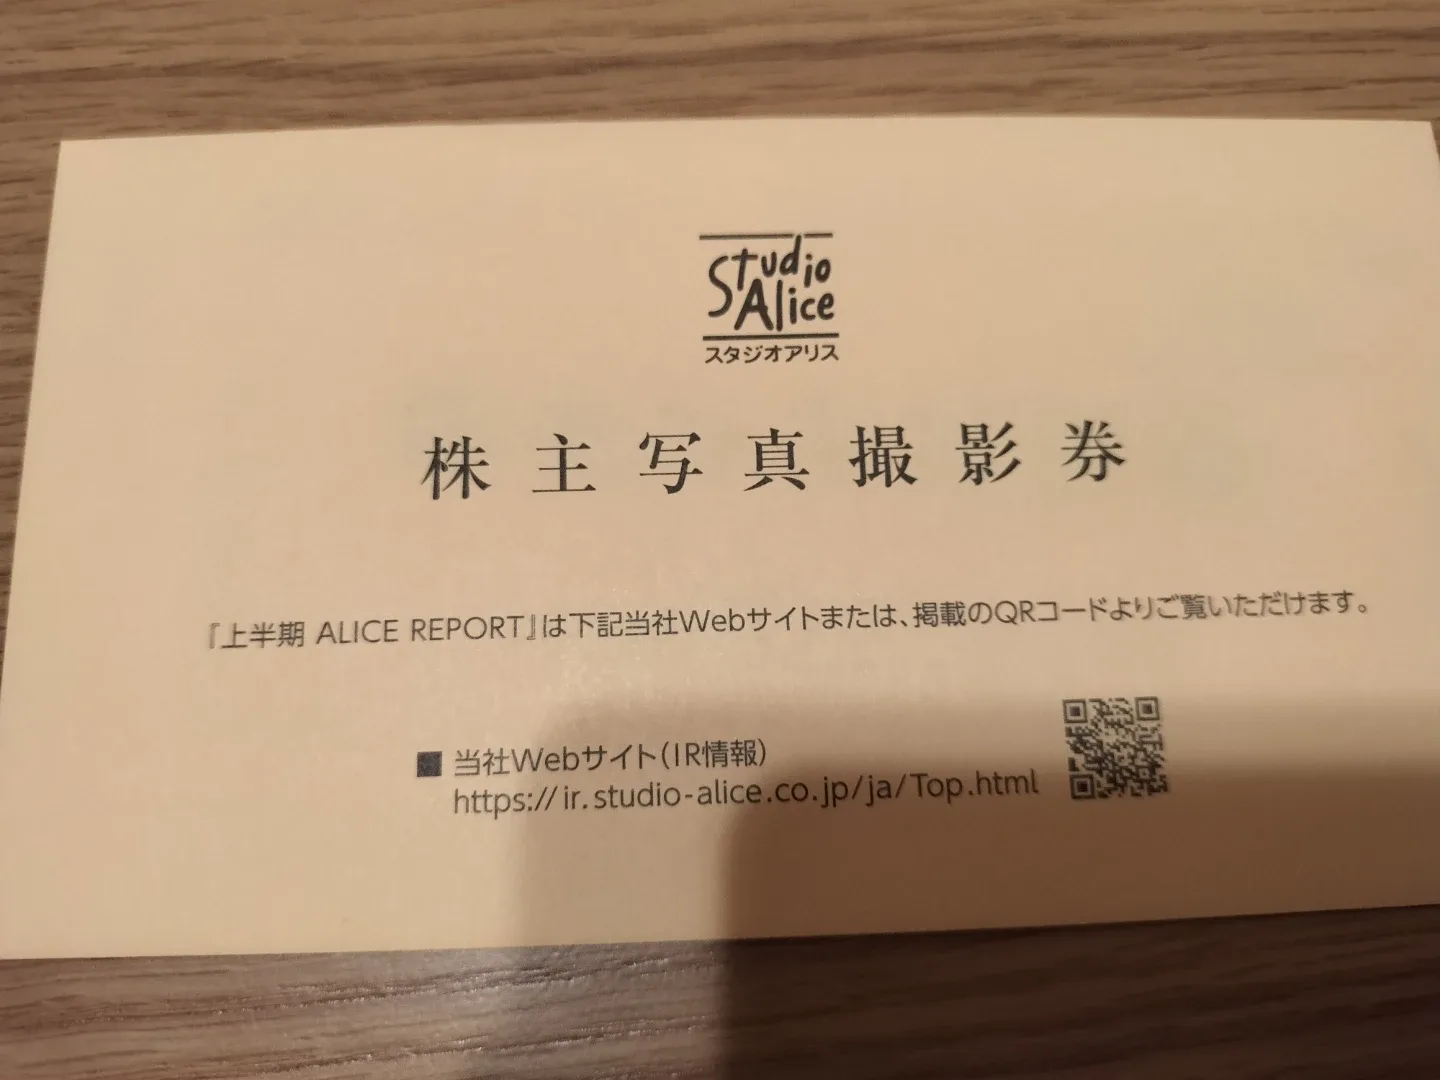 Studio
Alice
スタジオアリス
株主写真撮影券
『上半期 ALICE REPORT』は下記当社Webサイトまたは、掲載のQRコードよりご覧いただけます。
■ 当社Webサイト(IR情報)
https://ir.studio-alice.co.jp/ja/Top.html